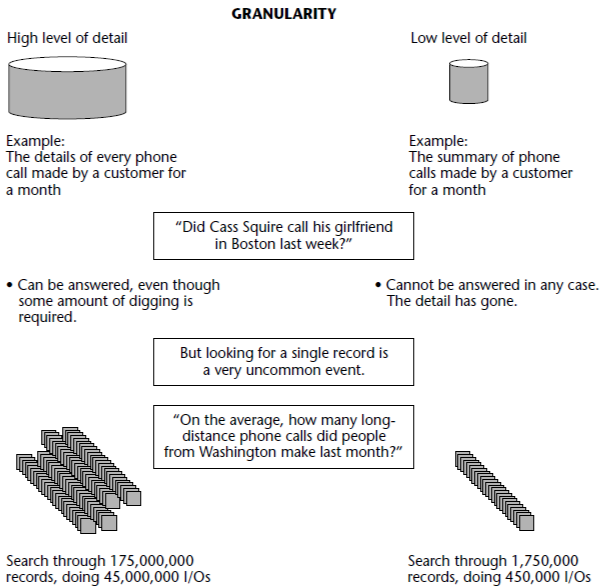 GRANULARITY
High level of detail
Low level of detail
Example:
The details of every phone
call made by a customer for
a month
Example:
The summary of phone
calls made by a customer
for a month
“Did Cass Squire call his girlfriend
in Boston last week?”
• Can be answered, even though
some amount of digging is
required.
• Cannot be answered in any case.
The detail has gone.
But looking for a single record is
a very uncommon event.
“On the average, how many long-
distance phone calls did people
from Washington make last month?”
Search through 175,000,000
records, doing 45,000,000 I/Os
Search through 1,750,000
records, doing 450,000 I/Os